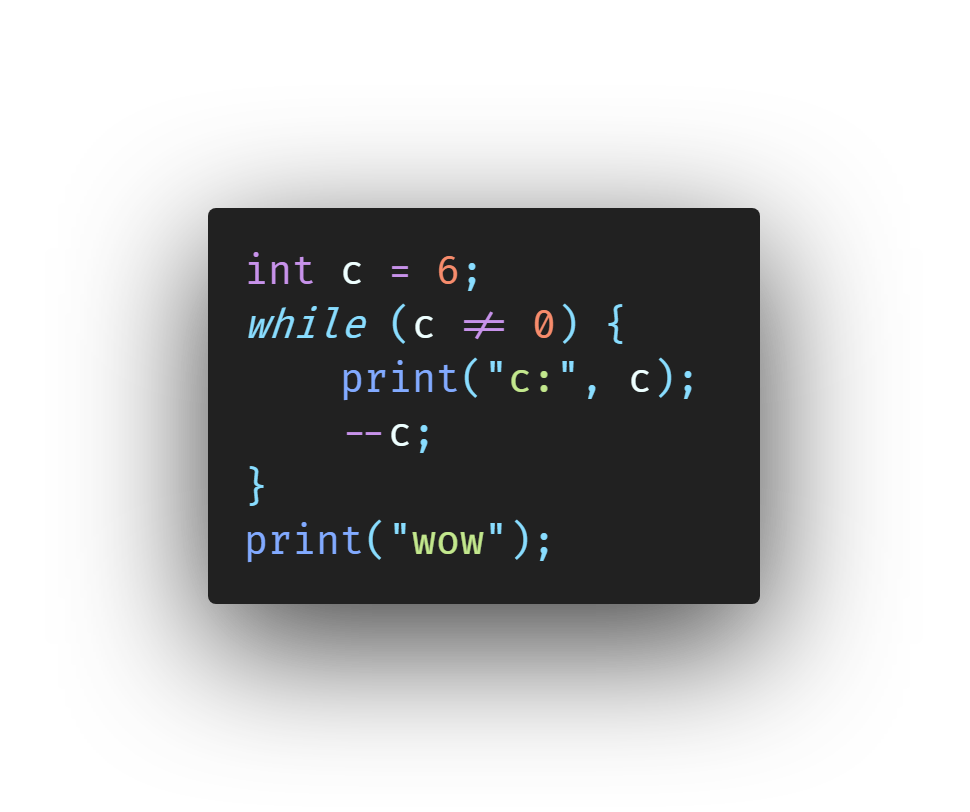 int c = 6;
while (c != 0) {
    print("c:", c);
    --c;
}
print("wow");